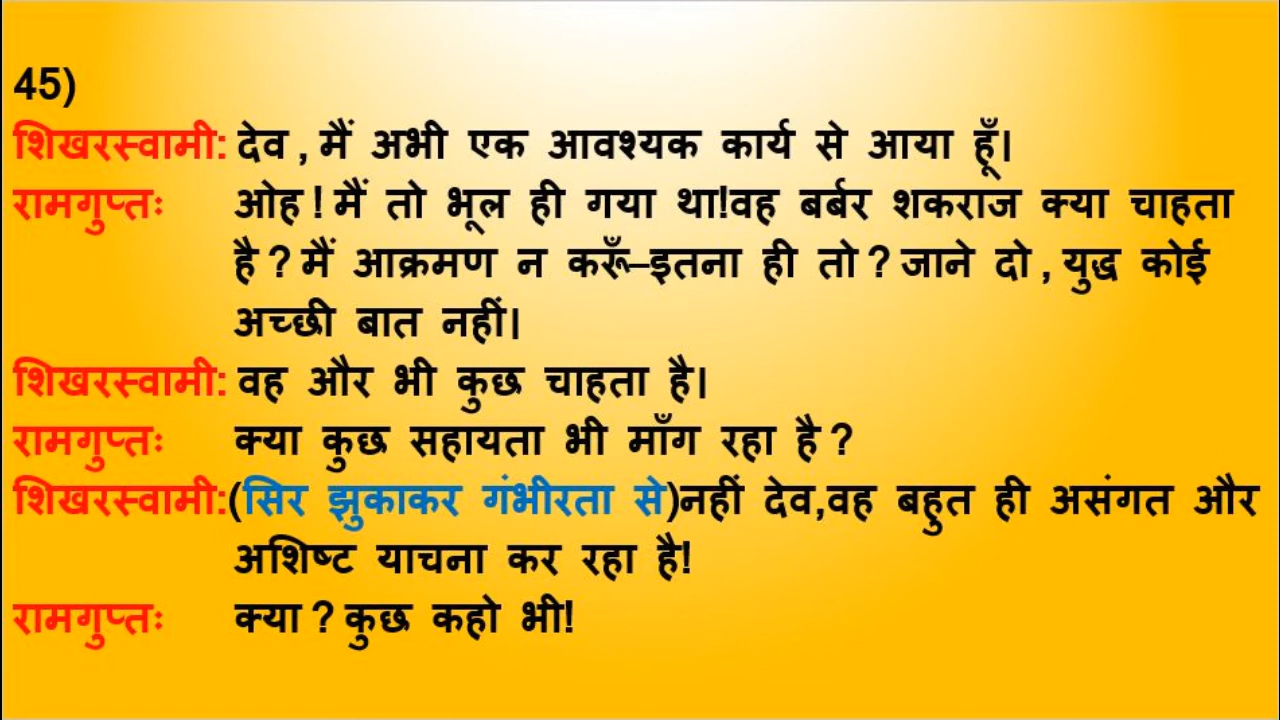 45)
शिखरस्वामी: देव , मैं अभी एक आवश्यक कार्य से आया हूँ।
रामगुप्तः ओह ! मैं तो भूल ही गया था!वह बर्बर शकराज क्या चाहता
है ? मैं आक्रमण न करूँ–इतना ही तो ? जाने दो , युद्ध कोई
अच्छी बात नहीं।
शिखरस्वामी: वह और भी कुछ चाहता है।
रामगुप्तः क्या कुछ सहायता भी माँग रहा है ?
शिखरस्वामी:(सिर झुकाकर गंभीरता से)नहीं देव,वह बहुत ही असंगत और
अशिष्ट याचना कर रहा है!
रामगुप्तः क्या ? कुछ कहो भी!